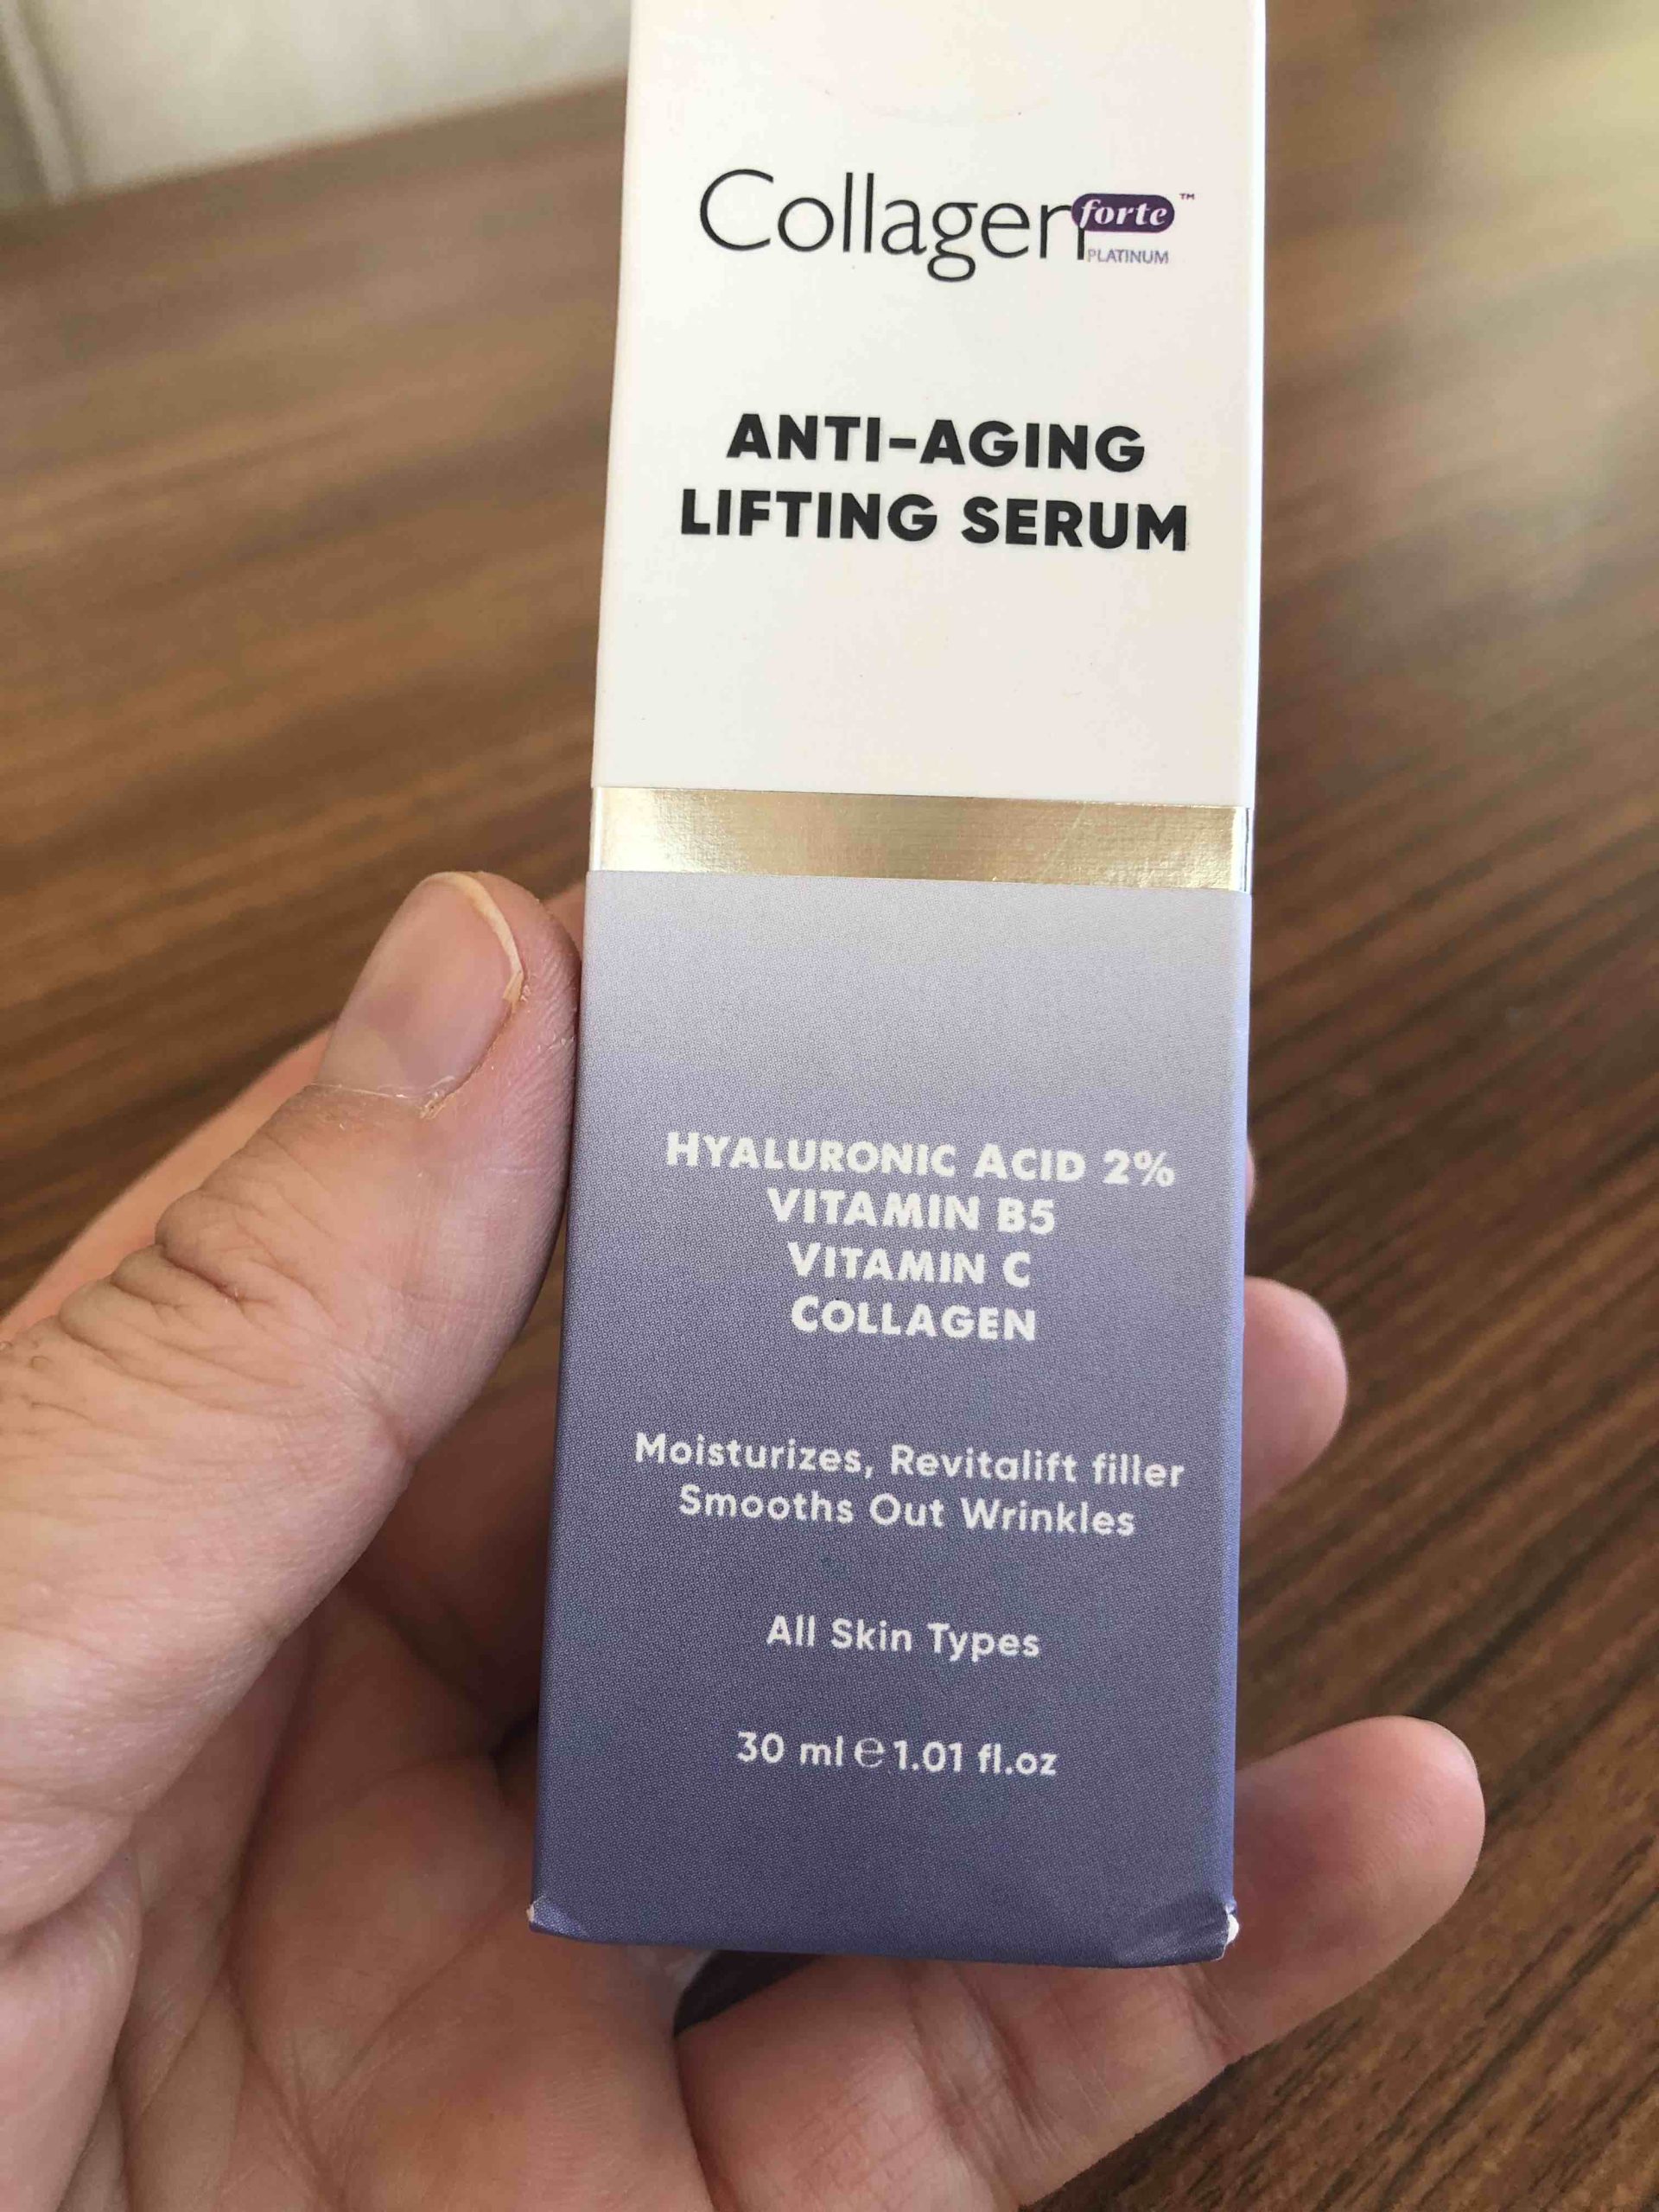 Collagen forte™
PLATINUM
ANTI-AGING
LIFTING SERUM
HYALURONIC ACID 2%
VITAMIN B5
VITAMIN C
COLLAGEN
Moisturizes, Revitalift filler
Smooths Out Wrinkles
All Skin Types
30 ml ℮ 1.01 fl.oz